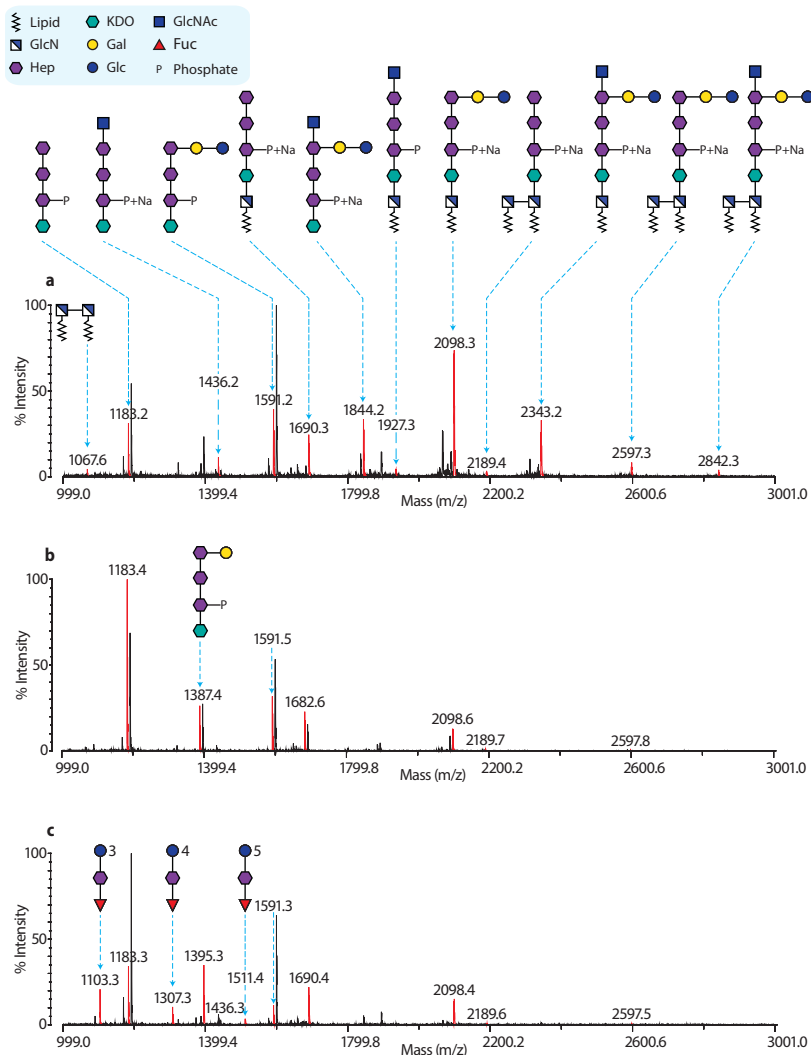 Lipid KDO GlcNAc
GlcN Gal Fuc
Hep Glc P Phosphate
P P+Na P P+Na P+Na P P+Na P+Na P+Na P+Na P+Na
a
% Intensity
100
50
0
1067.6
1183.2
1436.2
1591.2
1690.3
1844.2
1927.3
2098.3
2189.4
2343.2
2597.3
2842.3
999.0 1399.4 1799.8 2200.2 2600.6 3001.0
Mass (m/z)
b
% Intensity
100
50
0
P
1183.4
1387.4
1591.5
1682.6
2098.6
2189.7
2597.8
999.0 1399.4 1799.8 2200.2 2600.6 3001.0
Mass (m/z)
c
% Intensity
100
50
0
3 4 5
1103.3
1183.3
1307.3
1395.3
1436.3
1511.4
1591.3
1690.4
2098.4
2189.6
2597.5
999.0 1399.4 1799.8 2200.2 2600.6 3001.0
Mass (m/z)